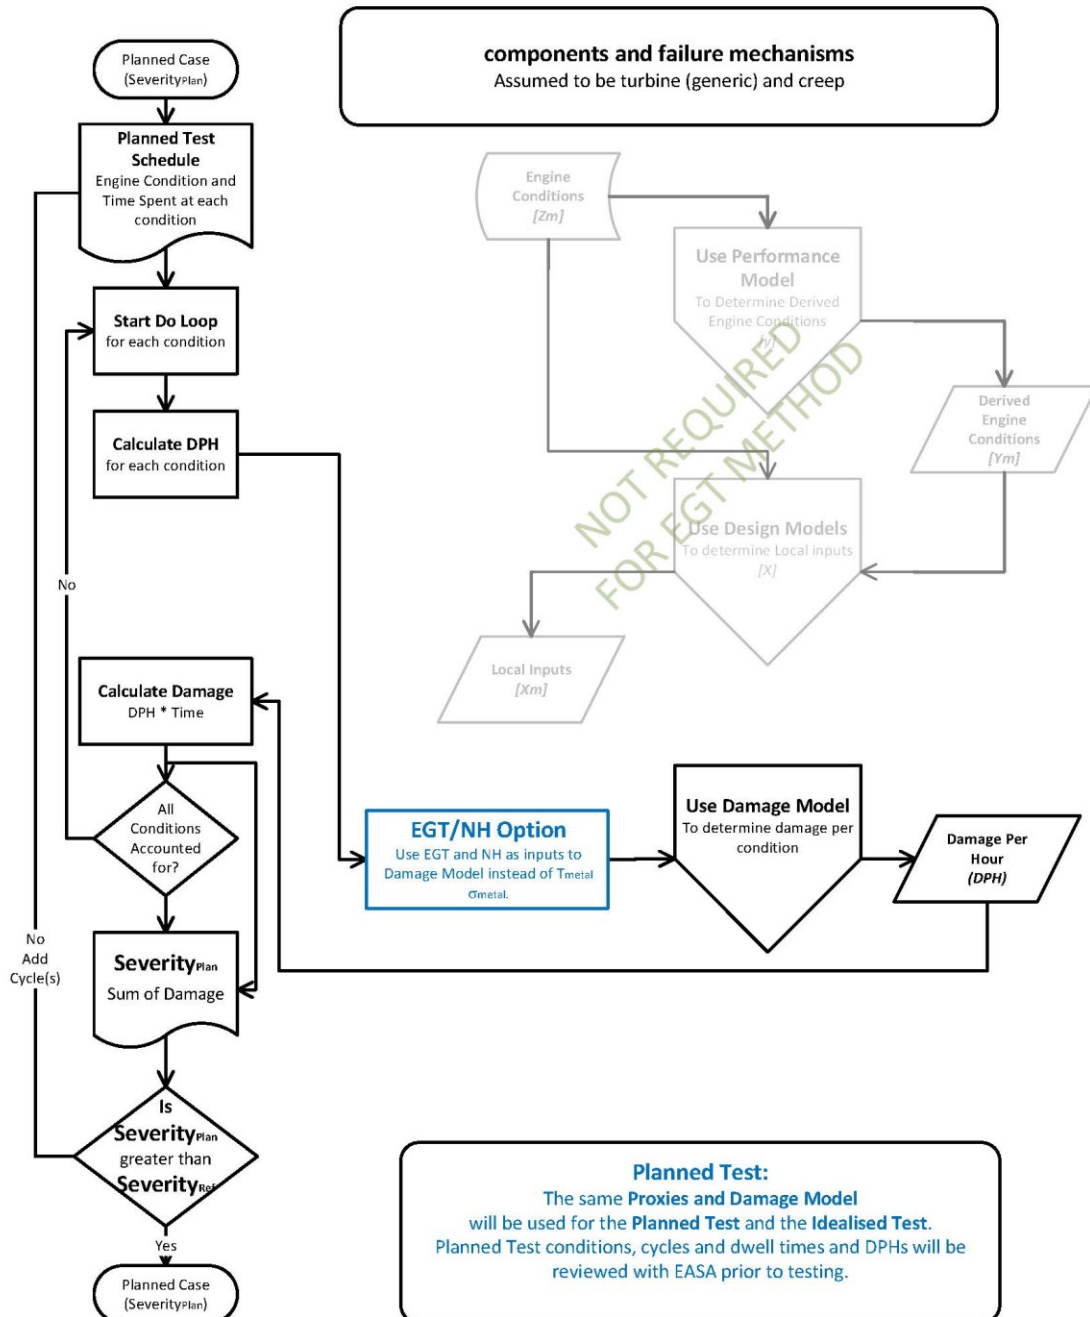 Planned Case
(SeverityPlan)
components and failure mechanisms
Assumed to be turbine (generic) and creep
Planned Test
Schedule
Engine Condition and
Time Spent at each
condition
Engine
Conditions
[Zm]
Use Performance
Model
To Determine Derived
Engine Conditions
[y]
Start Do Loop
for each condition
Derived
Engine
Conditions
[Ym]
Calculate DPH
for each condition
NOT REQUIRED
FOR EGT METHOD
Use Design Models
To determine Local inputs
[X]
No
Local Inputs
[Xm]
Calculate Damage
DPH * Time
All
Conditions
Accounted
for?
EGT/NH Option
Use EGT and NH as inputs to
Damage Model instead of Tmetal
σmetal.
Use Damage Model
To determine damage per
condition
Damage Per
Hour
(DPH)
No
Add
Cycle(s)
SeverityPlan
Sum of Damage
Is
SeverityPlan
greater than
SeverityRef
Yes
Planned Case
(SeverityPlan)
Planned Test:
The same Proxies and Damage Model
will be used for the Planned Test and the Idealised Test.
Planned Test conditions, cycles and dwell times and DPHs will be
reviewed with EASA prior to testing.